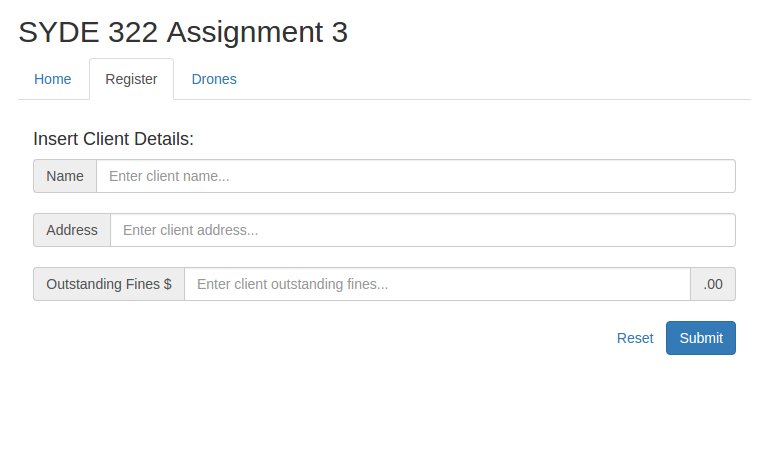 SYDE 322 Assignment 3
Home Register Drones
Insert Client Details:
Name Enter client name...
Address Enter client address...
Outstanding Fines $ Enter client outstanding fines... .00
Reset Submit